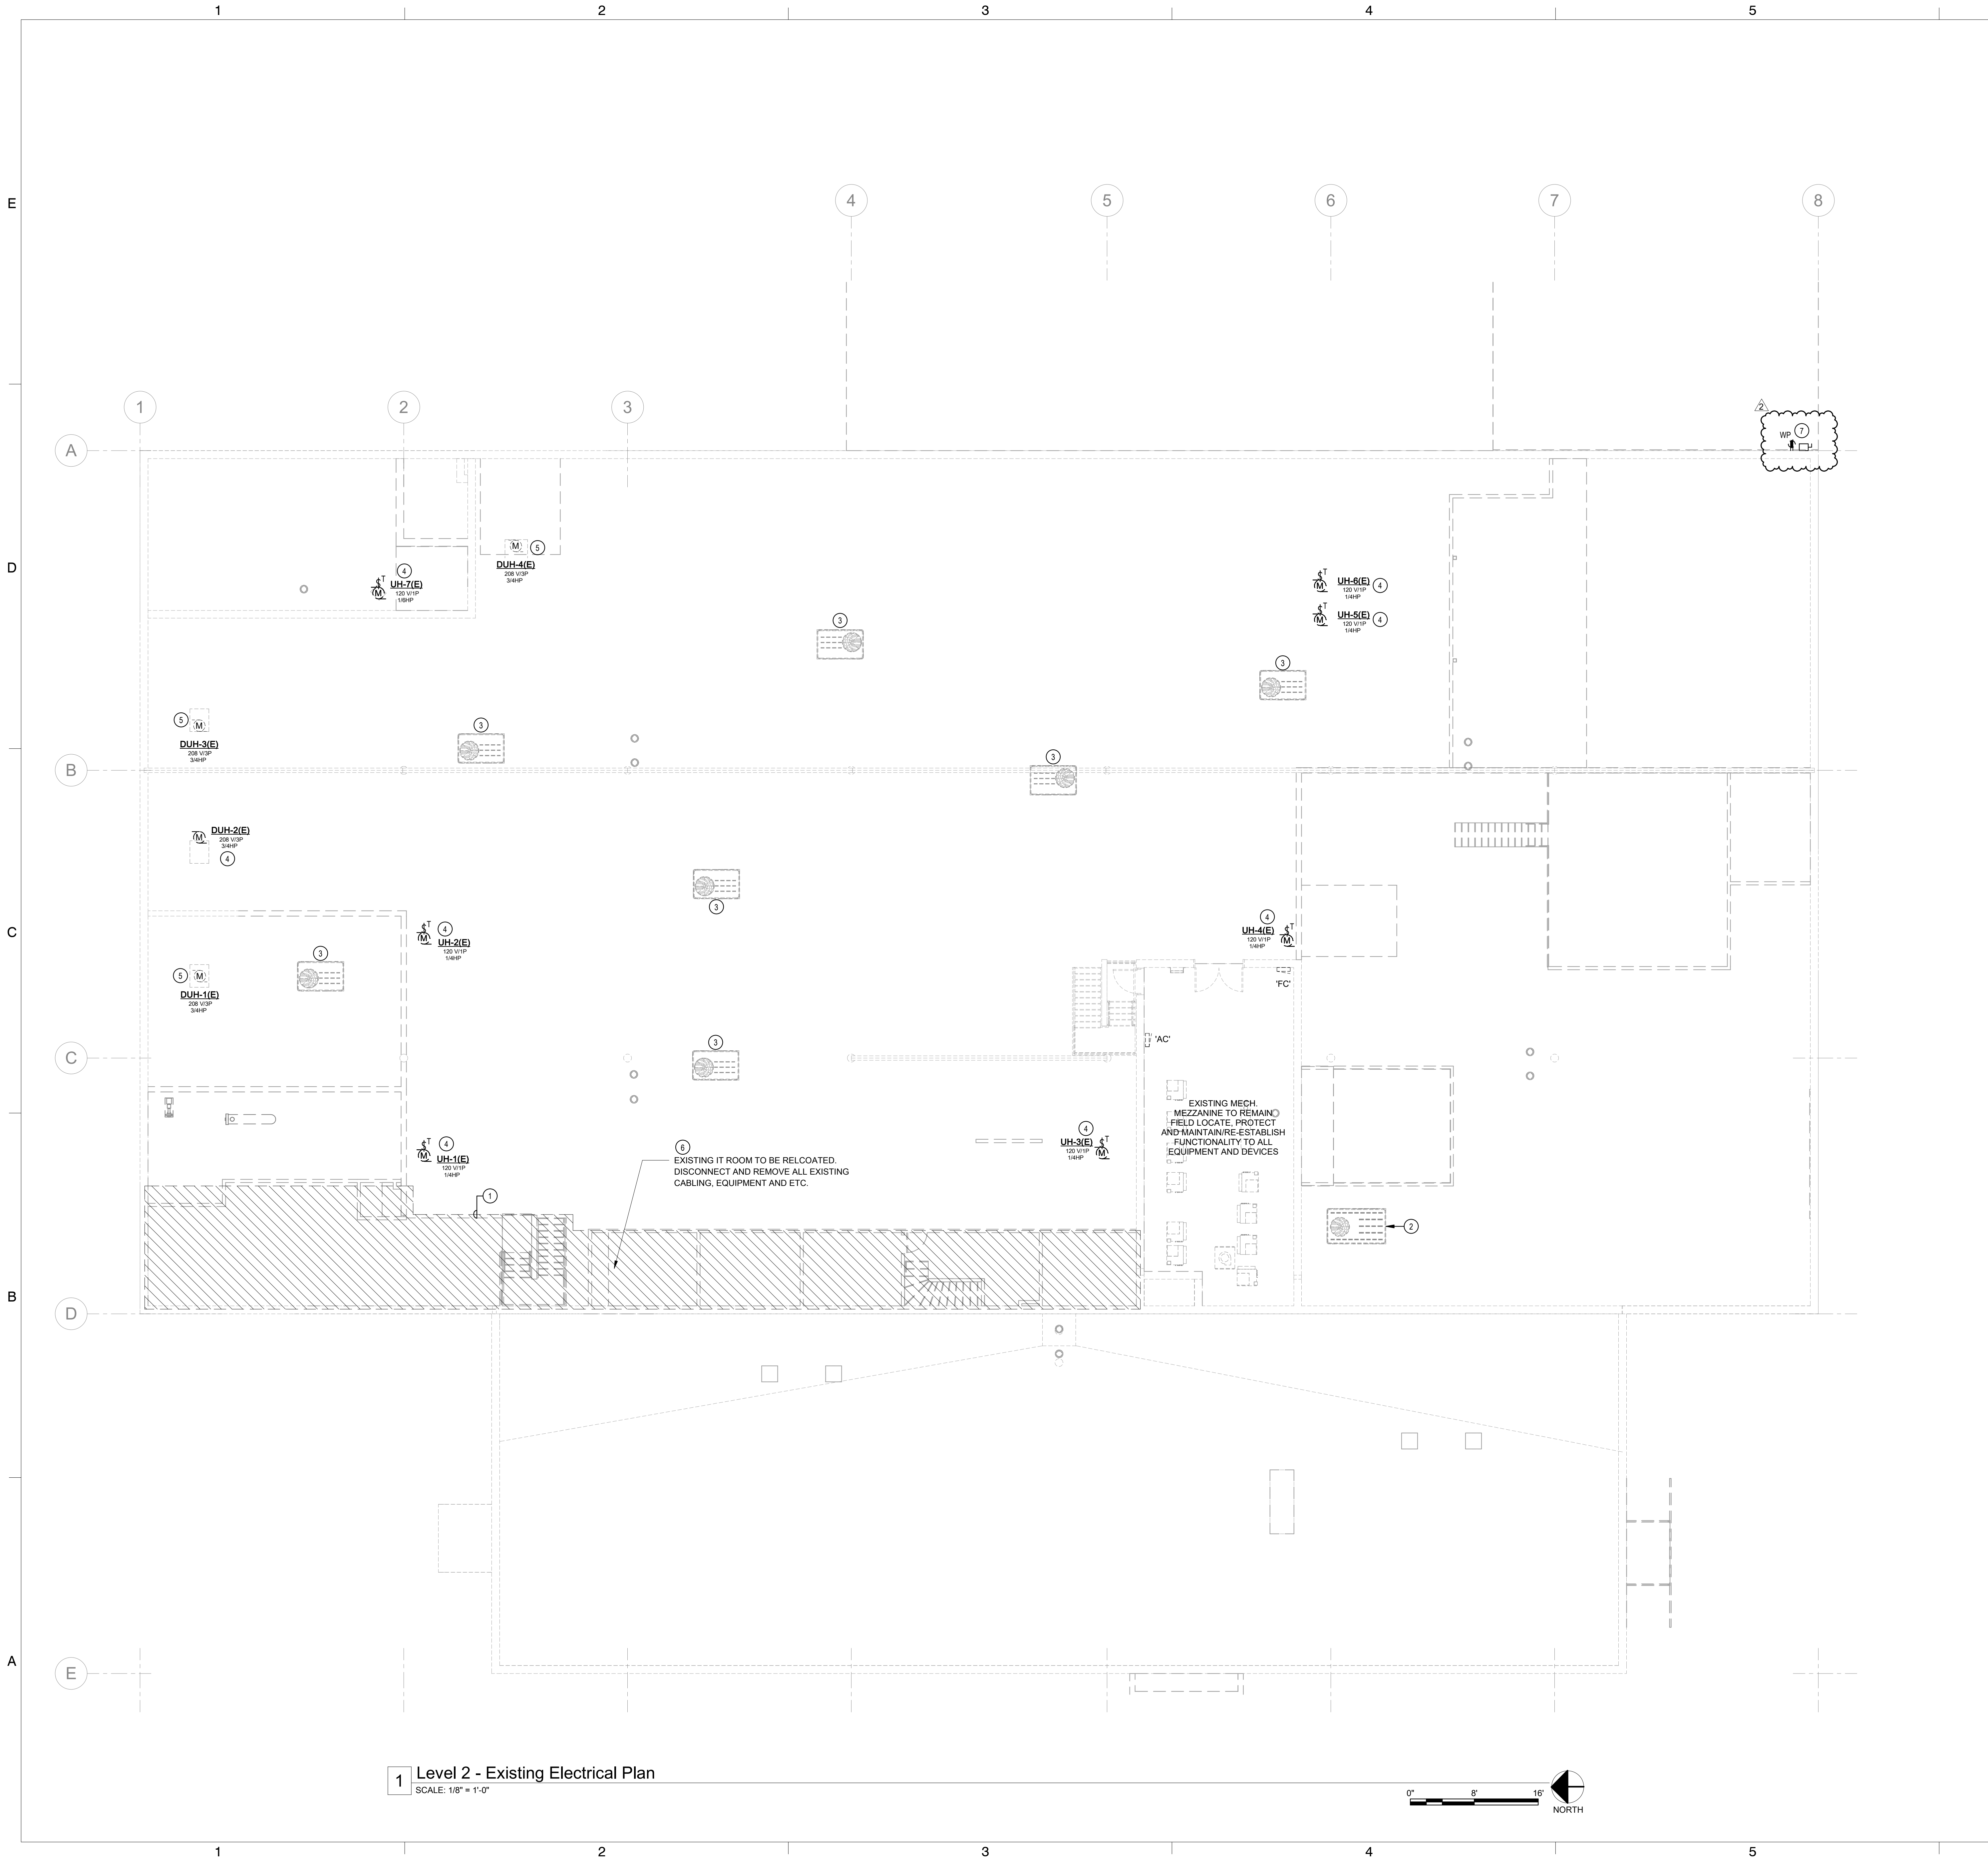 1 2 3 4 5
E
4 5 6 7 8
1 2 3
2
A
WP 7
D
M 5
DUH-4(E)
208 V/3P
3/4HP
4
T
M
UH-7(E)
120 V/1P
1/6HP
T
M
UH-6(E) 4
120 V/1P
1/4HP
T
M
UH-5(E) 4
120 V/1P
1/4HP
3
3
5 M
DUH-3(E)
208 V/3P
3/4HP
3
3
B
M
DUH-2(E)
208 V/3P
3/4HP
4
3
C
T 4
M
UH-2(E)
120 V/1P
1/4HP
4
UH-4(E) T
M
120 V/1P
1/4HP
3
5 M
DUH-1(E)
208 V/3P
3/4HP
'FC'
3
'AC'
C
EXISTING MECH.
MEZZANINE TO REMAIN
FIELD LOCATE, PROTECT
AND MAINTAIN/RE-ESTABLISH
FUNCTIONALITY TO ALL
EQUIPMENT AND DEVICES
T 4
M
UH-1(E)
120 V/1P
1/4HP
4
UH-3(E) T
M
120 V/1P
1/4HP
6
EXISTING IT ROOM TO BE RELCOATED.
DISCONNECT AND REMOVE ALL EXISTING
CABLING, EQUIPMENT AND ETC.
1
2
B
D
A
E
1 Level 2 - Existing Electrical Plan
SCALE: 1/8" = 1'-0"
0" 8' 16'
NORTH
1 2 3 4 5